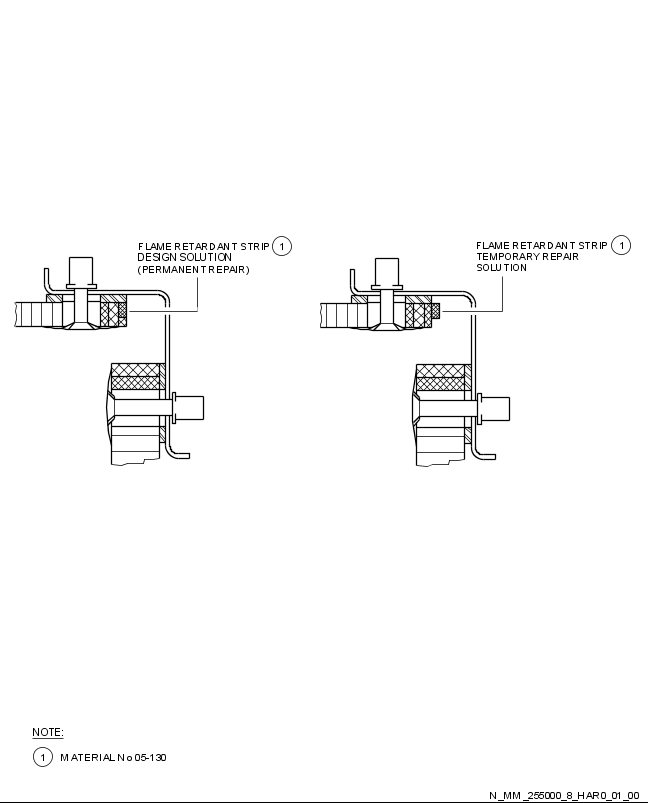 FLAME RETARDANT STRIP 1
DESIGN SOLUTION
(PERMANENT REPAIR)
FLAME RETARDANT STRIP 1
TEMPORARY REPAIR
SOLUTION
NOTE:
1 MATERIAL No 05-130
N_MM_255000_8_HAR0_01_00